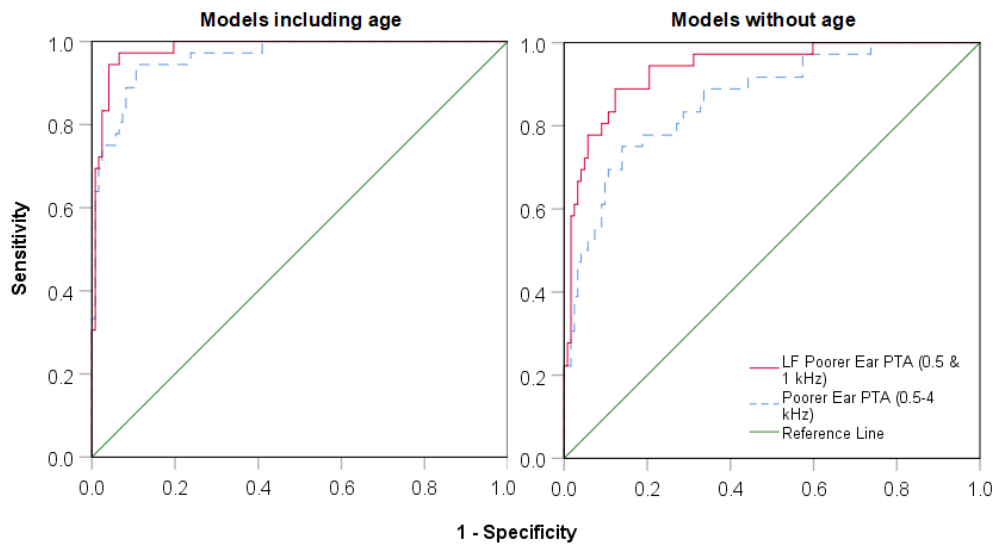 Models including age
Models without age
Sensitivity
1.0
0.8
0.6
0.4
0.2
0.0
0.0 0.2 0.4 0.6 0.8 1.0
1.0
0.8
0.6
0.4
0.2
0.0
0.0 0.2 0.4 0.6 0.8 1.0
LF Poorer Ear PTA (0.5 &
1 kHz)
Poorer Ear PTA (0.5-4
kHz)
Reference Line
1 - Specificity